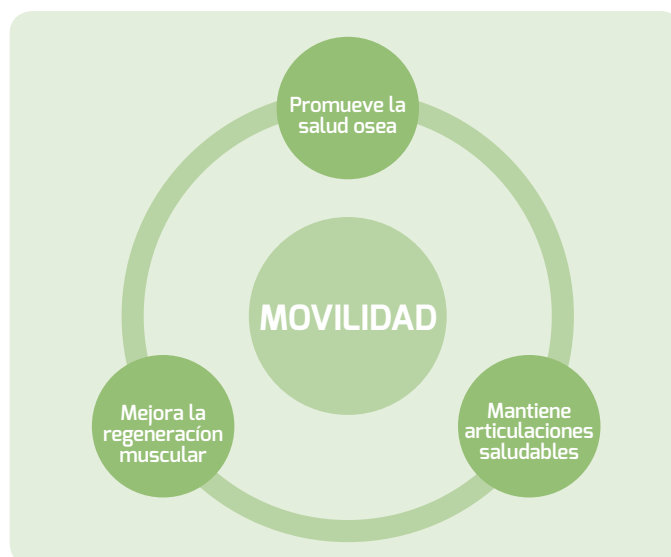 Promueve la
salud osea
MOVILIDAD
Mejora la
regeneracíon
muscular
Mantiene
articulaciones
saludables